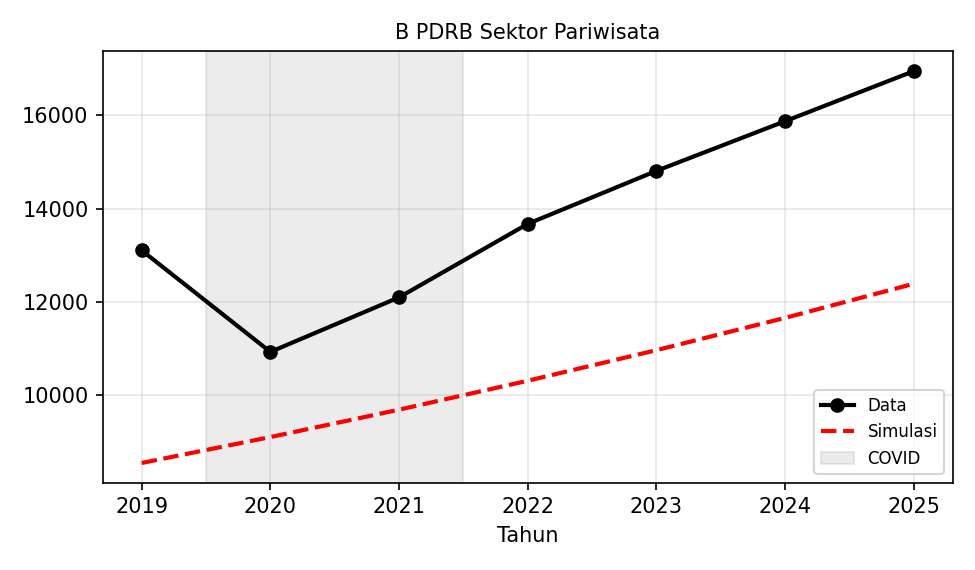 B PDRB Sektor Pariwisata
16000
14000
12000
10000
Data
Simulasi
COVID
2019 2020 2021 2022 2023 2024 2025
Tahun